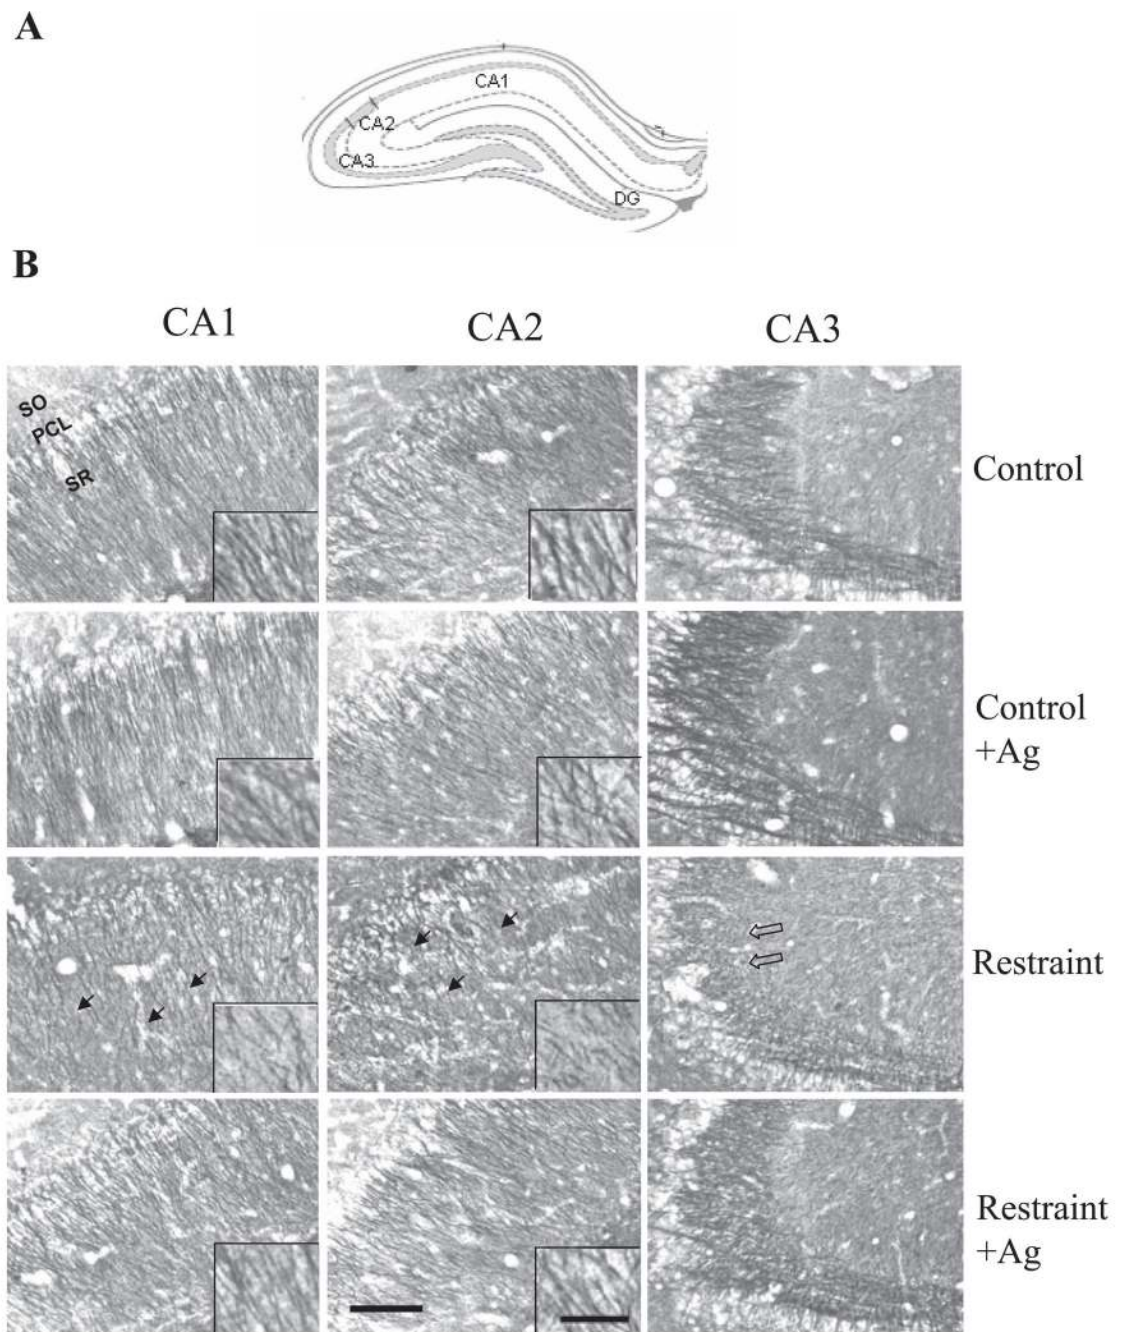 A
CA1
CA2
CA3
DG
B
CA1 CA2 CA3
SO
PCL
SR
Control
Control
+Ag
Restraint
Restraint
+Ag